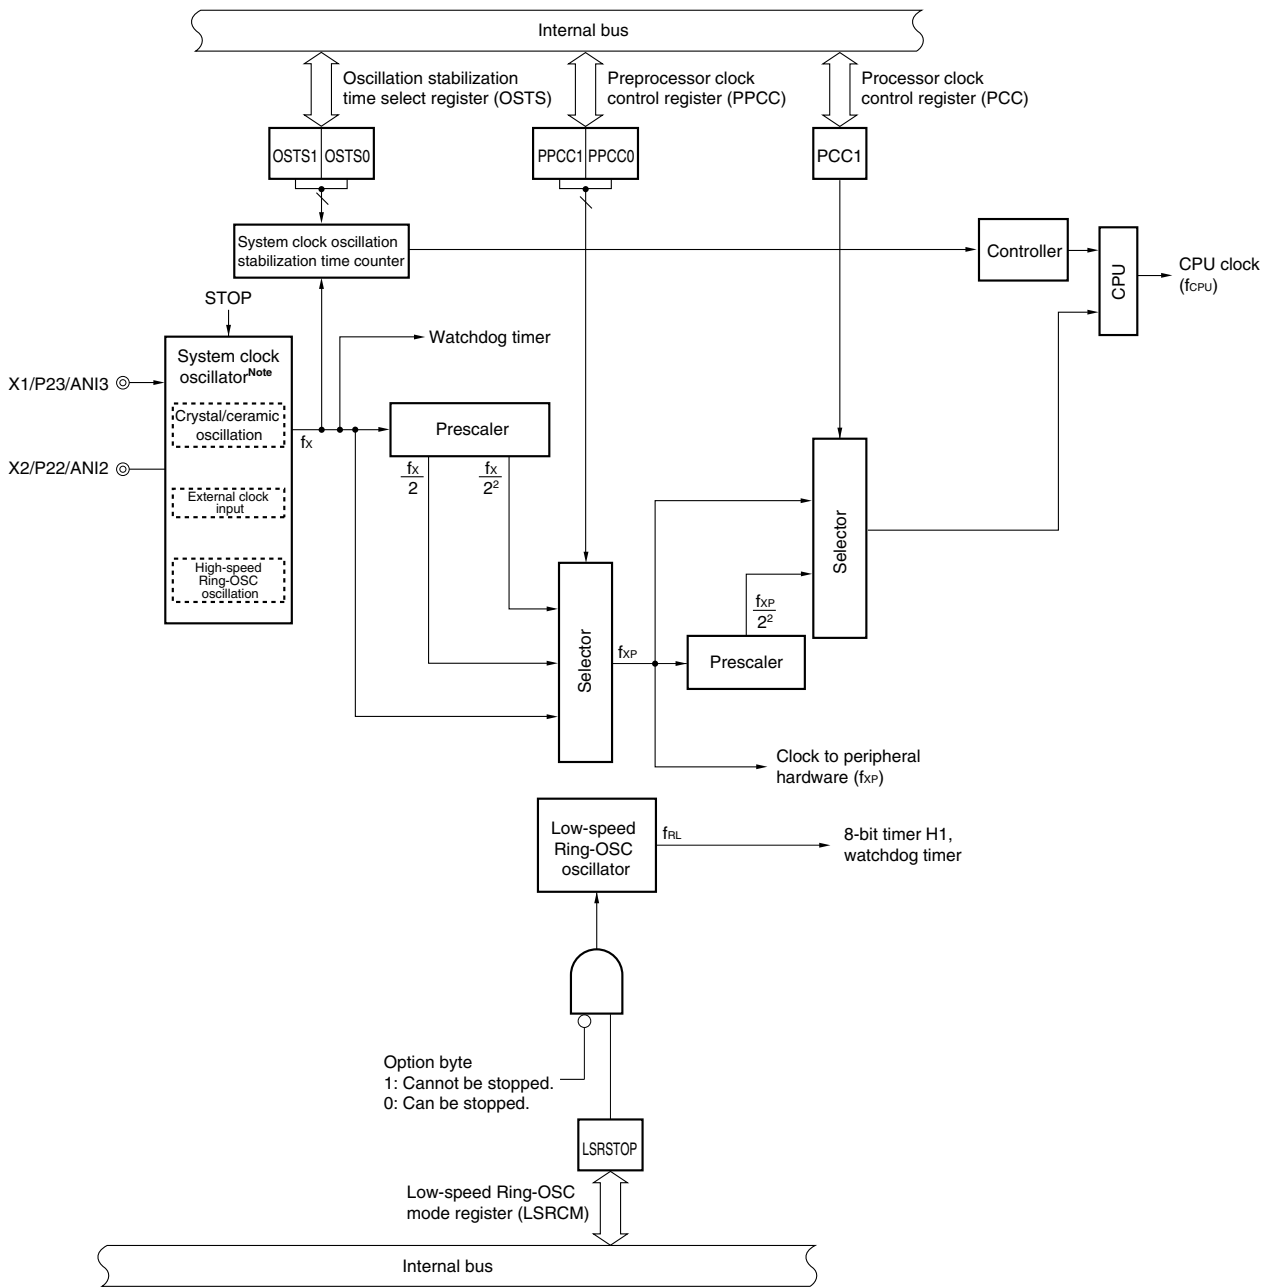 Internal bus
Oscillation stabilization
time select register (OSTS)
Preprocessor clock
control register (PPCC)
Processor clock
control register (PCC)
OSTS1 OSTS0
PPCC1 PPCC0
PCC1
System clock oscillation
stabilization time counter
Controller
CPU
CPU clock
(fCPU)
STOP
Watchdog timer
System clock
oscillatorNote
X1/P23/ANI3
Crystal/ceramic
oscillation
fX
Prescaler
X2/P22/ANI2
fX
2
fX
2²
External clock
input
High-speed
Ring-OSC
oscillation
Selector
Selector
fXP
fXP
2²
Prescaler
Clock to peripheral
hardware (fXP)
Low-speed
Ring-OSC
oscillator
fRL
8-bit timer H1,
watchdog timer
Option byte
1: Cannot be stopped.
0: Can be stopped.
LSRSTOP
Low-speed Ring-OSC
mode register (LSRCM)
Internal bus